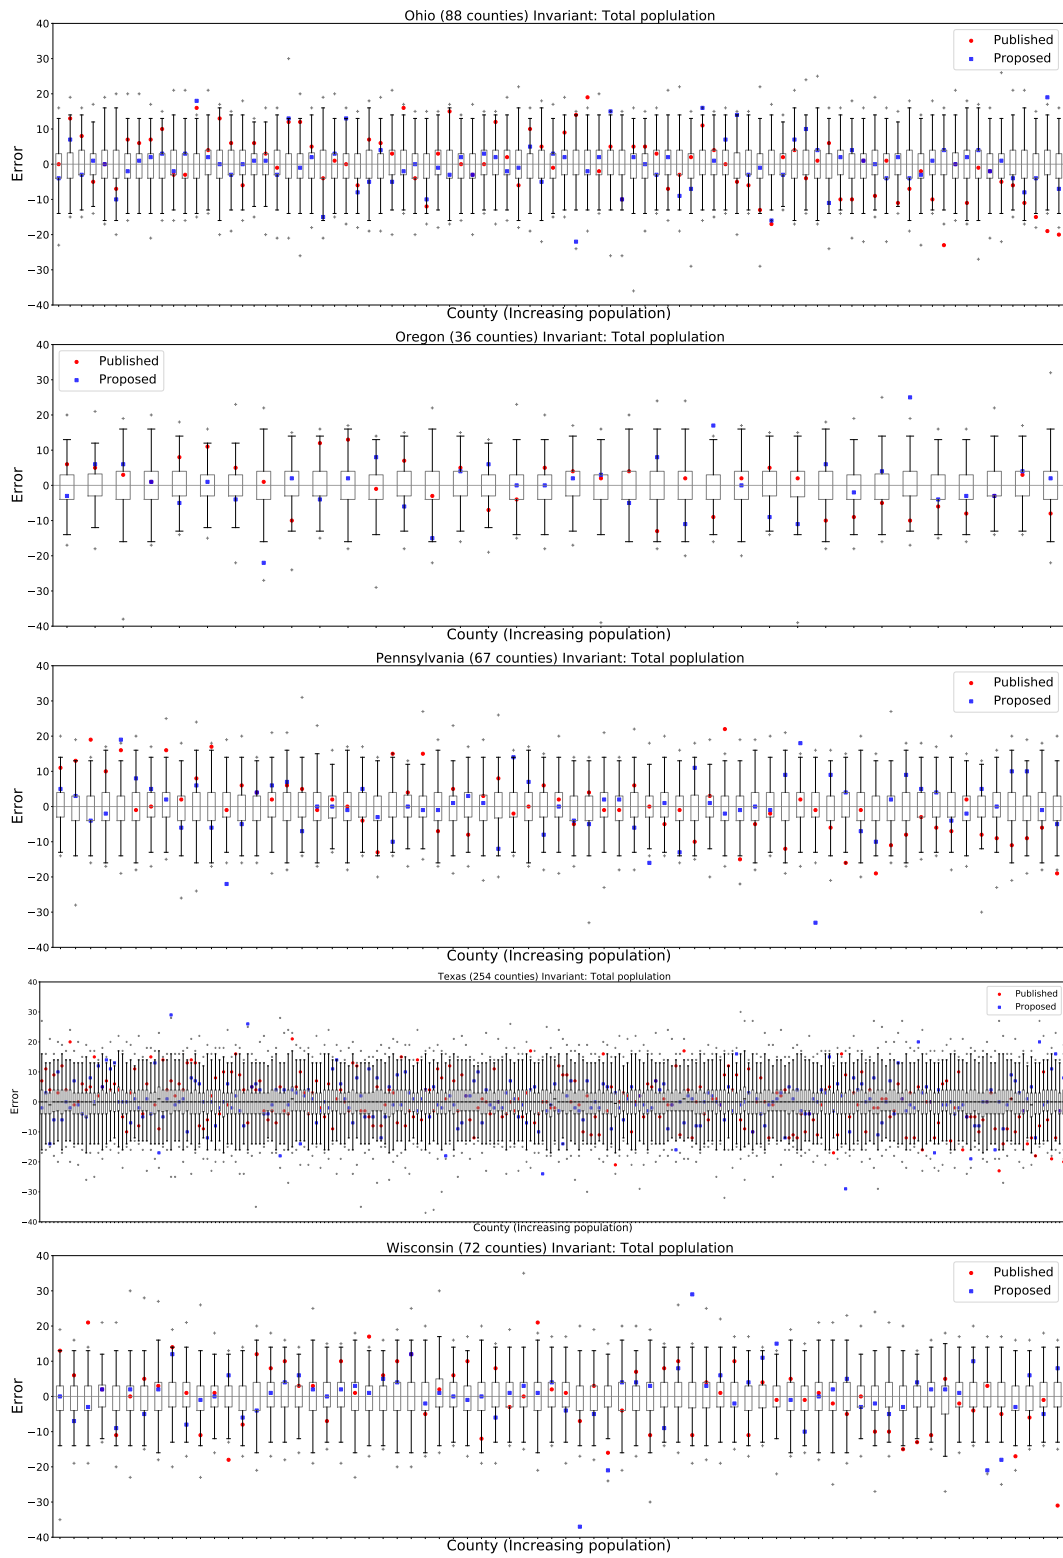 Ohio (88 counties) Invariant: Total poplulation
40
30
20
10
0
−10
−20
−30
−40
Error
Published
Proposed
County (Increasing population)
Oregon (36 counties) Invariant: Total poplulation
40
30
20
10
0
−10
−20
−30
−40
Error
Published
Proposed
County (Increasing population)
Pennsylvania (67 counties) Invariant: Total poplulation
40
30
20
10
0
−10
−20
−30
−40
Error
Published
Proposed
County (Increasing population)
Texas (254 counties) Invariant: Total poplulation
40
30
20
10
0
−10
−20
−30
−40
Error
Published
Proposed
County (Increasing population)
Wisconsin (72 counties) Invariant: Total poplulation
40
30
20
10
0
−10
−20
−30
−40
Error
Published
Proposed
County (Increasing population)